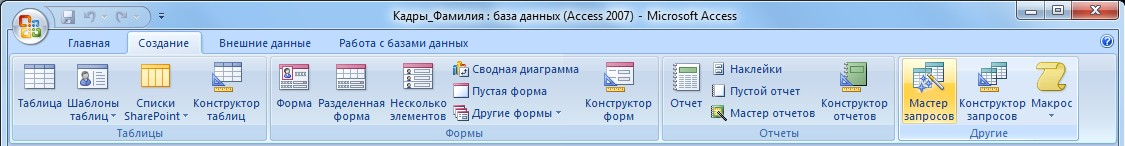 Кадры_Фамилия : база данных (Access 2007) - Microsoft Access
Главная Создание Внешние данные Работа с базами данных
Таблица Шаблоны таблиц Списки SharePoint Конструктор таблиц
Таблицы
Форма Разделенная форма Несколько элементов
Сводная диаграмма
Пустая форма
Другие формы
Конструктор форм
Формы
Отчет
Наклейки
Пустой отчет
Мастер отчетов
Конструктор отчетов
Отчеты
Мастер запросов Конструктор запросов Макрос
Другие